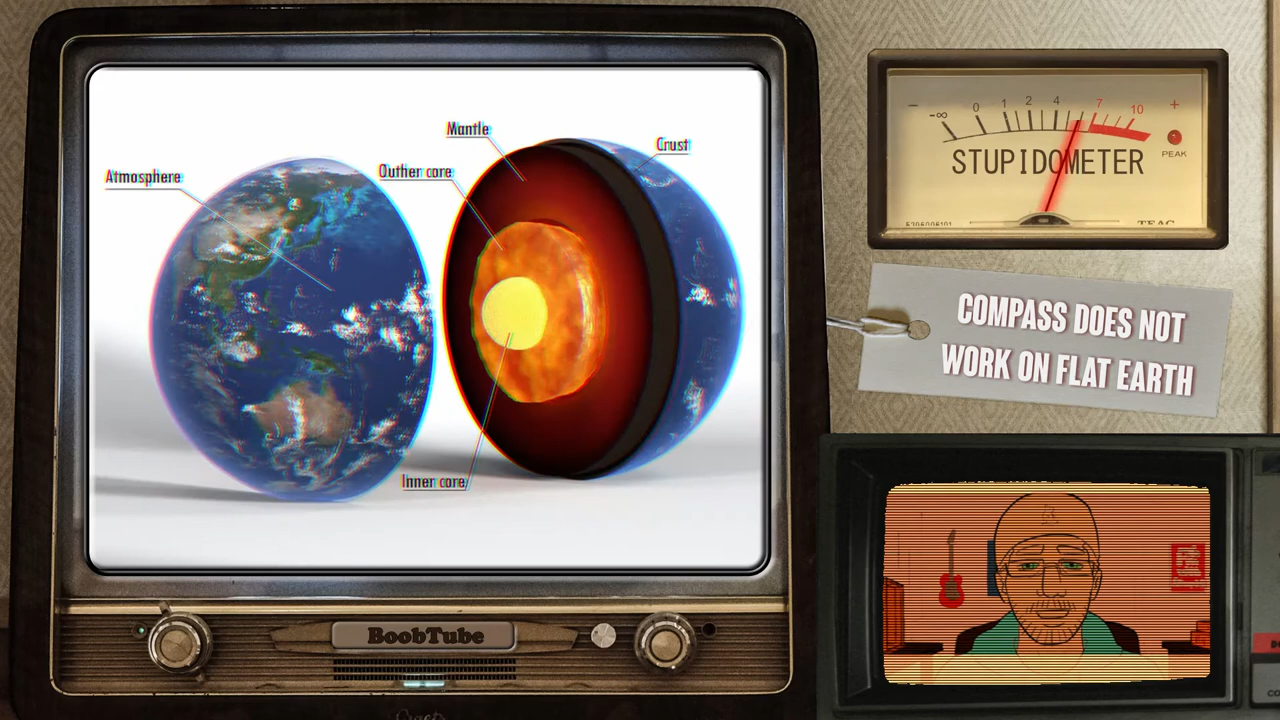 Mantle
Crust
Atmosphere
Outher core
Inner core
BoobTube
-∞ 0 1 2 4 7 10 +
PEAK
STUPIDOMETER
TEAC
COMPASS DOES NOT
WORK ON FLAT EARTH